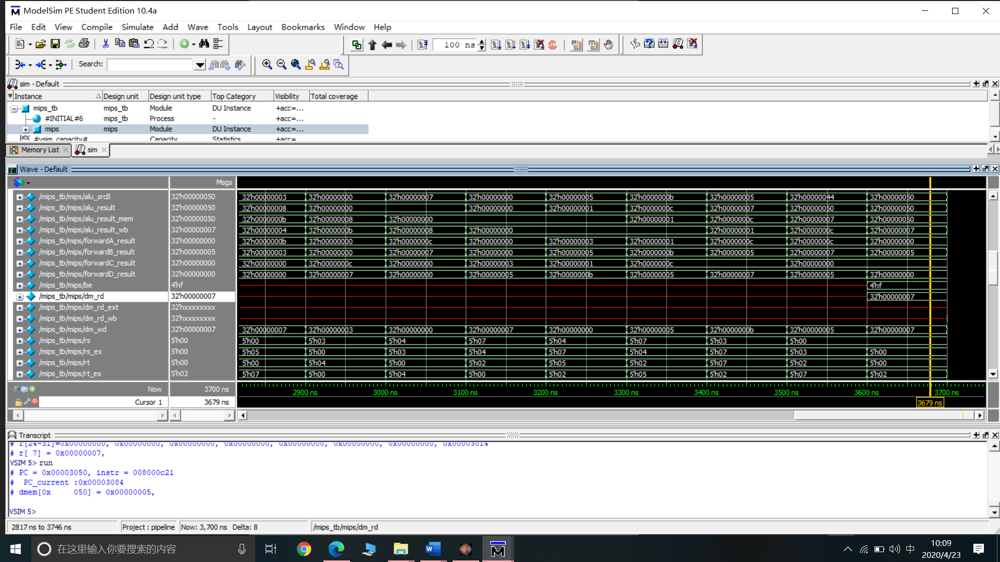 ModelSim PE Student Edition 10.4a
File Edit View Compile Simulate Add Wave Tools Layout Bookmarks Window Help
100 ns
Search:
sim - Default
Instance Design unit Design unit type Top Category Visibility Total coverage
mips_tb mips_tb Module DU Instance +acc=...
#INITIAL#6 mips_tb Process - +acc=...
mips mips Module DU Instance +acc=...
#vsim_capacity# Capacity Statistics +acc=
Memory List sim
Wave - Default
Msgs
/mips_tb/mips/alu_srcB 32'h00000050 32'h00000003 32'h00000000 32'h00000007 32'h00000000 32'h00000005 32'h0000000b 32'h00000005 32'h00000044 32'h00000050
/mips_tb/mips/alu_result 32'h00000050 32'h00000008 32'h00000000 32'h00000000 32'h00000001 32'h0000000c 32'h00000007 32'h00000050 32'h00000050
/mips_tb/mips/alu_result_mem 32'h00000050 32'h0000000b 32'h00000008 32'h00000000 32'h00000001 32'h0000000c 32'h00000007 32'h00000050
/mips_tb/mips/alu_result_wb 32'h00000007 32'h00000004 32'h0000000b 32'h00000008 32'h00000000 32'h00000001 32'h0000000c 32'h00000007
/mips_tb/mips/forwardA_result 32'h00000000 32'h0000000b 32'h00000000 32'h0000000c 32'h00000000 32'h00000003 32'h00000001 32'h0000000c 32'h0000000c 32'h00000000
/mips_tb/mips/forwardB_result 32'h00000005 32'h00000003 32'h00000000 32'h00000007 32'h00000000 32'h00000005 32'h0000000b 32'h00000005 32'h00000007 32'h00000005
/mips_tb/mips/forwardC_result 32'h00000000 32'h00000000 32'h0000000c 32'h00000000 32'h00000003 32'h00000001 32'h0000000c 32'h00000000
/mips_tb/mips/forwardD_result 32'h00000000 32'h00000000 32'h00000007 32'h00000000 32'h00000005 32'h0000000b 32'h00000005 32'h00000007 32'h00000005 32'h00000000
/mips_tb/mips/be 4'hf 4'hf
/mips_tb/mips/dm_rd 32'h00000007 32'h00000007
/mips_tb/mips/dm_rd_ext 32'hxxxxxxxx
/mips_tb/mips/dm_rd_wb 32'hxxxxxxxx
/mips_tb/mips/dm_wd 32'h00000007 32'h00000007 32'h00000003 32'h00000000 32'h00000007 32'h00000000 32'h00000005 32'h0000000b 32'h00000005 32'h00000007
/mips_tb/mips/rs 5'h00 5'h00 5'h03 5'h04 5'h07 5'h04 5'h07 5'h03 5'h00
/mips_tb/mips/rs_ex 5'h00 5'h05 5'h00 5'h03 5'h04 5'h07 5'h04 5'h07 5'h03 5'h00
/mips_tb/mips/rt 5'h00 5'h00 5'h04 5'h00 5'h02 5'h05 5'h02 5'h07 5'h02 5'h00
/mips_tb/mips/rt_ex 5'h02 5'h07 5'h00 5'h04 5'h00 5'h02 5'h05 5'h02 5'h07 5'h02
Now 3700 ns 2900 ns 3000 ns 3100 ns 3200 ns 3300 ns 3400 ns 3500 ns 3600 ns 3700 ns
Cursor 1 3679 ns 3679 ns
Transcript
# r[24-31]=0x00000000, 0x00000000, 0x00000000, 0x00000000, 0x00000000, 0x00000000, 0x00000000, 0x00003014
# r[ 7] = 0x00000007,
VSIM 5> run
# PC = 0x00003050, instr = 008000c21
# PC_current :0x00003084
# dmem[0x 050] = 0x00000005,
VSIM 5>
2817 ns to 3746 ns Project : pipeline Now: 3,700 ns Delta: 8 /mips_tb/mips/dm_rd
在这里输入你要搜索的内容 中 10:09
2020/4/23